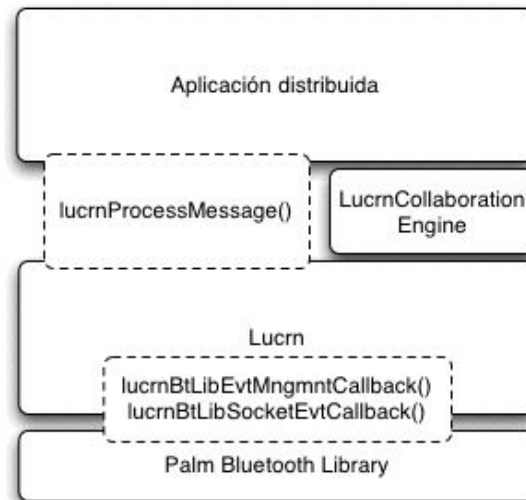 Aplicación distribuida
lucrnProcessMessage()
LucrnCollaboration
Engine
Lucrn
lucrnBtLibEvtMngmntCallback()
lucrnBtLibSocketEvtCallback()
Palm Bluetooth Library